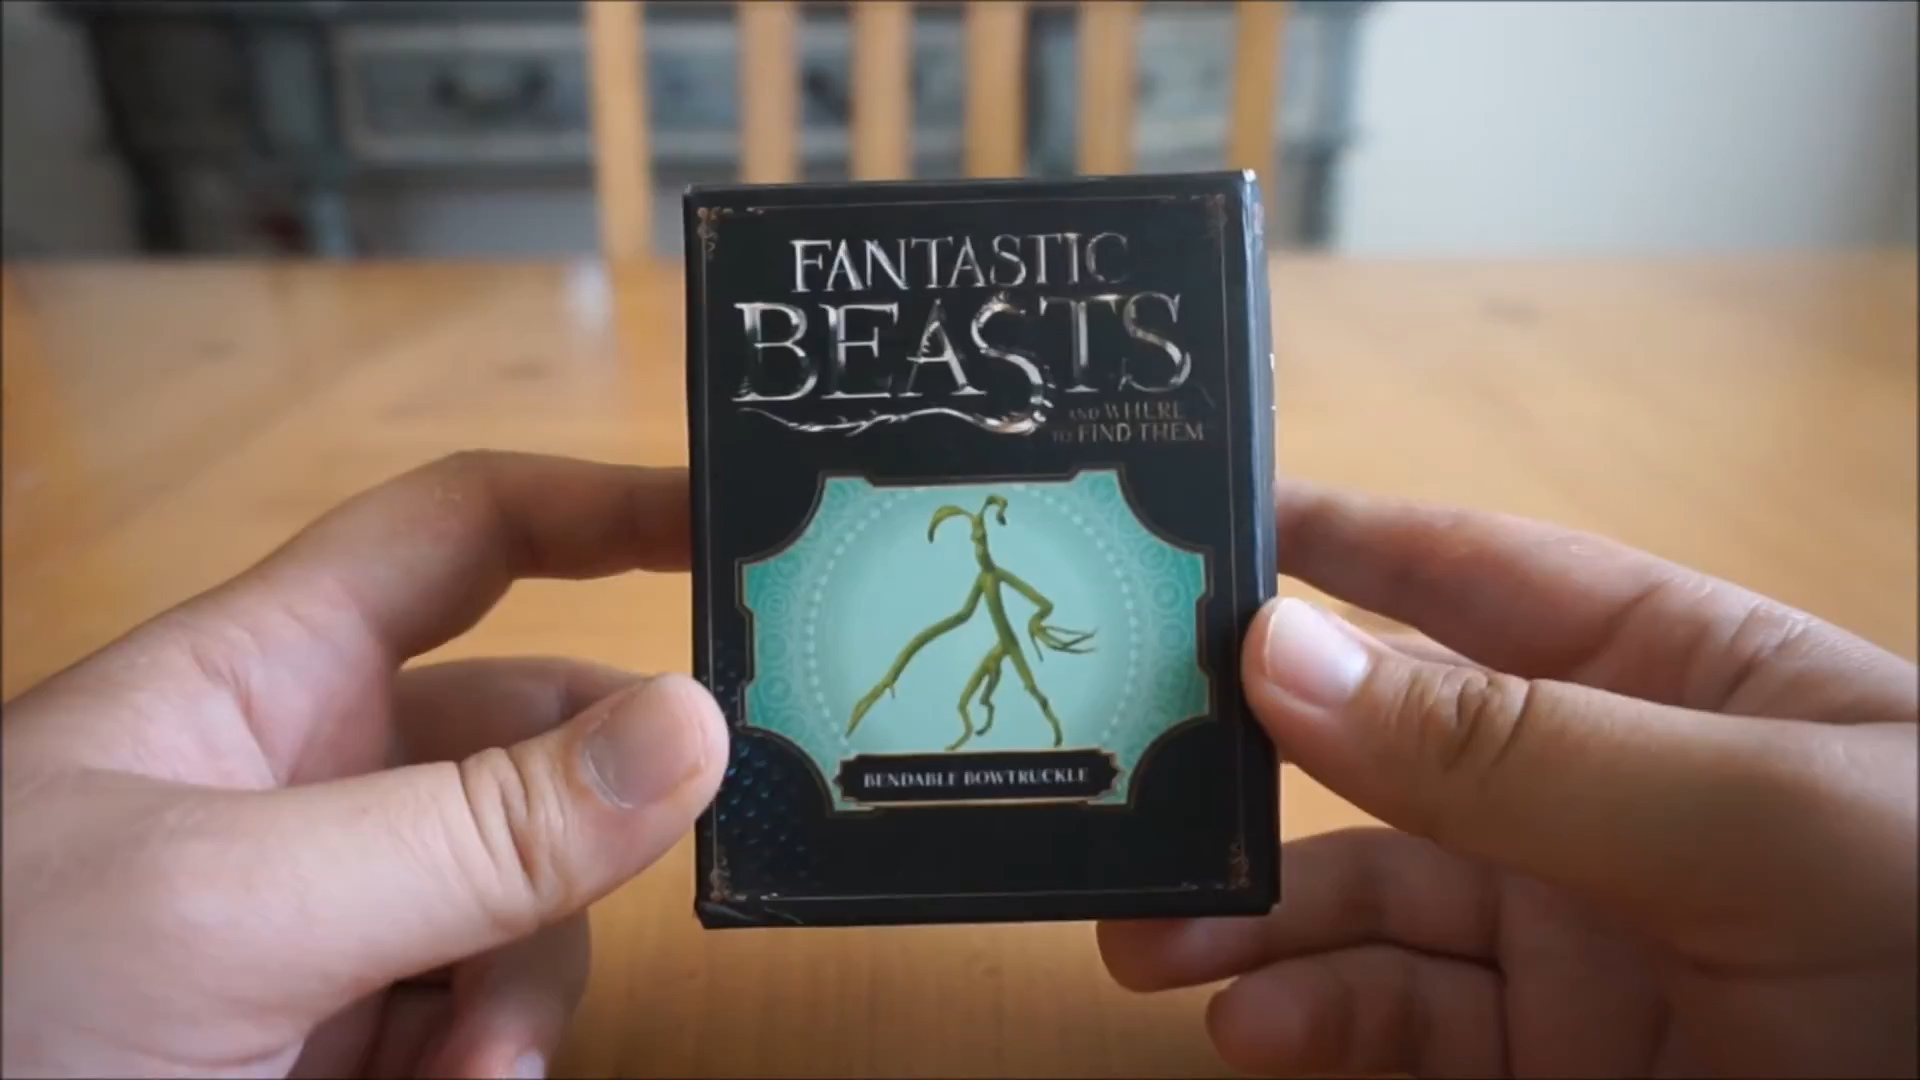 FANTASTIC
BEASTS
AND WHERE
TO FIND THEM
BENDABLE BOWTRUCKLE